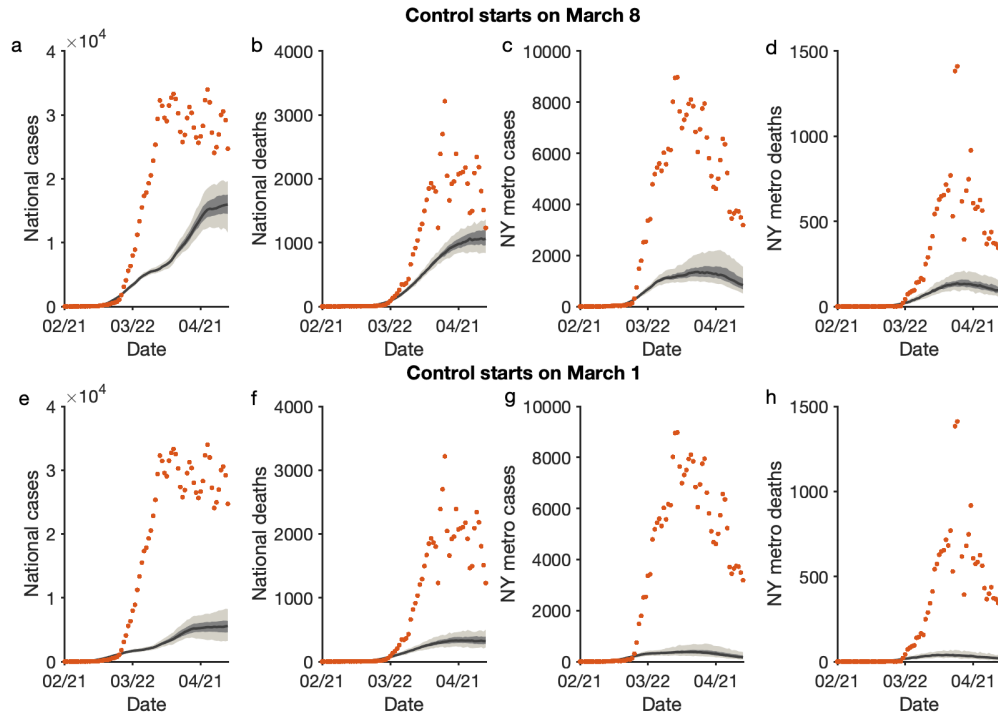 Control starts on March 8
a
×10⁴
4
3
2
1
0
National cases
02/21
03/22
04/21
Date
b
4000
3000
2000
1000
0
National deaths
02/21
03/22
04/21
Date
c
10000
8000
6000
4000
2000
0
NY metro cases
02/21
03/22
04/21
Date
d
1500
1000
500
0
NY metro deaths
02/21
03/22
04/21
Date
Control starts on March 1
e
×10⁴
4
3
2
1
0
National cases
02/21
03/22
04/21
Date
f
4000
3000
2000
1000
0
National deaths
02/21
03/22
04/21
Date
g
10000
8000
6000
4000
2000
0
NY metro cases
02/21
03/22
04/21
Date
h
1500
1000
500
0
NY metro deaths
02/21
03/22
04/21
Date